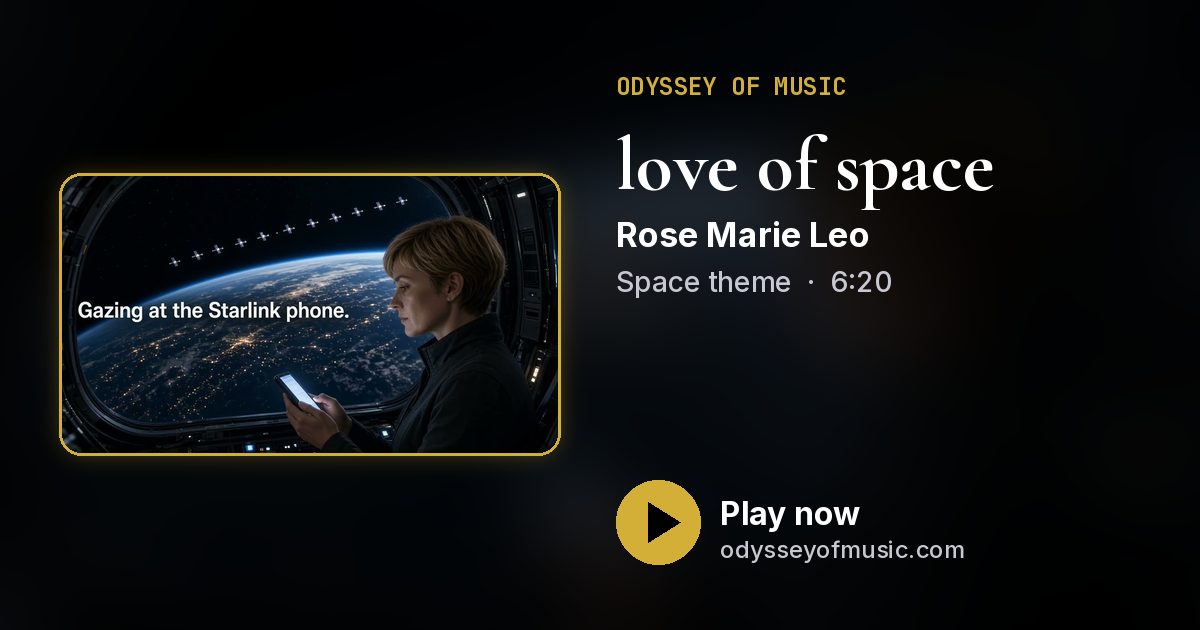 ODYSSEY OF MUSIC
love of space
Rose Marie Leo
Space theme · 6:20
Gazing at the Starlink phone.
Play now
odysseyofmusic.com